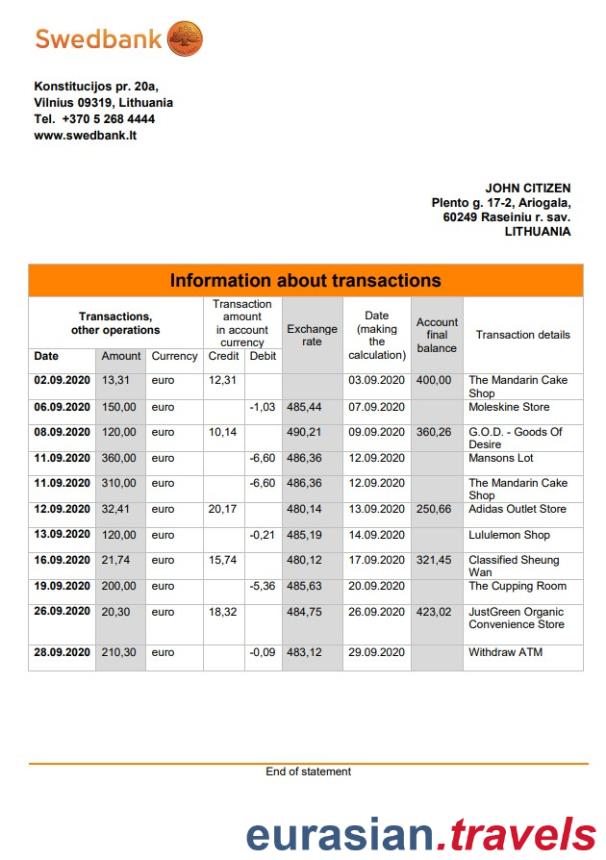 Swedbank
Konstitucijos pr. 20a,
Vilnius 09319, Lithuania
Tel. +370 5 268 4444
www.swedbank.lt
JOHN CITIZEN
Plento g. 17-2, Ariogala,
60249 Raseiniu r. sav.
LITHUANIA
Information about transactions
Transactions,
other operations
Transaction
amount
in account
currency
Exchange
rate
Date
(making
the
calculation)
Account
final
balance
Transaction details
Date Amount Currency Credit Debit
02.09.2020 13,31 euro 12,31 03.09.2020 400,00 The Mandarin Cake
Shop
06.09.2020 150,00 euro -1,03 485,44 07.09.2020 Moleskine Store
08.09.2020 120,00 euro 10,14 490,21 09.09.2020 360,26 G.O.D. - Goods Of
Desire
11.09.2020 360,00 euro -6,60 486,36 12.09.2020 Mansons Lot
11.09.2020 310,00 euro -6,60 486,36 12.09.2020 The Mandarin Cake
Shop
12.09.2020 32,41 euro 20,17 480,14 13.09.2020 250,66 Adidas Outlet Store
13.09.2020 120,00 euro -0,21 485,19 14.09.2020 Lululemon Shop
16.09.2020 21,74 euro 15,74 480,12 17.09.2020 321,45 Classified Sheung
Wan
19.09.2020 200,00 euro -5,36 485,63 20.09.2020 The Cupping Room
26.09.2020 20,30 euro 18,32 484,75 26.09.2020 423,02 JustGreen Organic
Convenience Store
28.09.2020 210,30 euro -0,09 483,12 29.09.2020 Withdraw ATM
End of statement
eurasian.travels